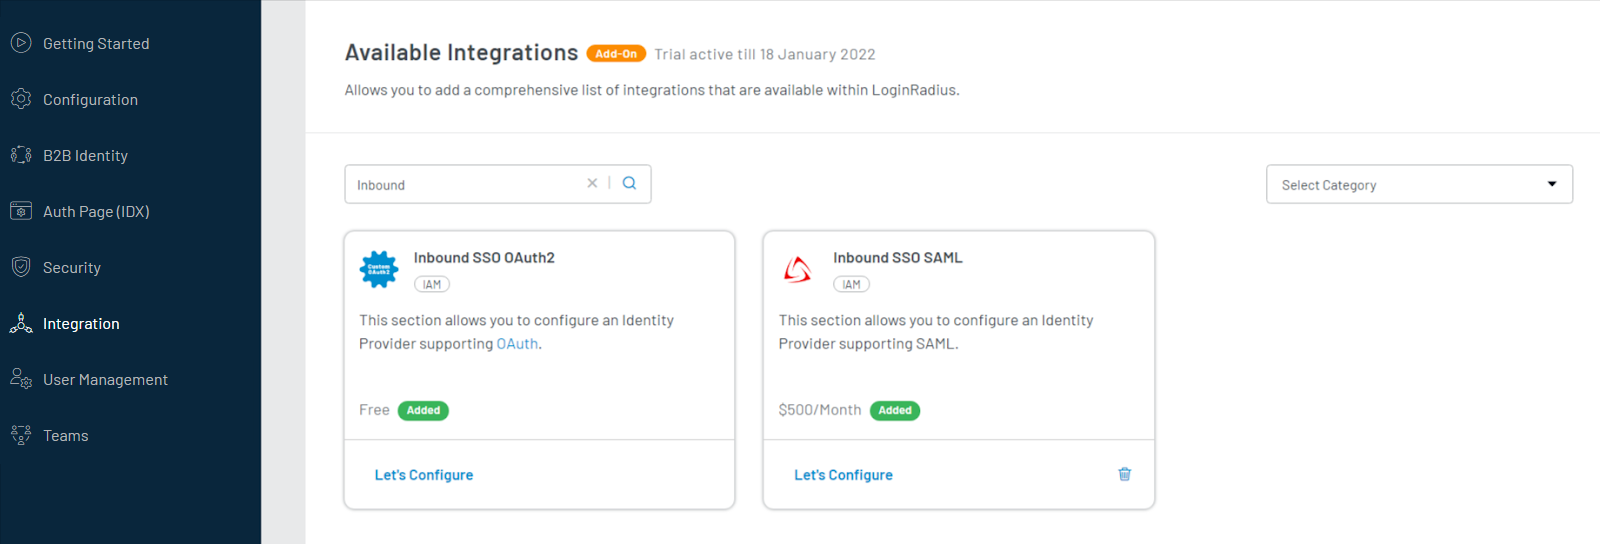 Getting Started
Configuration
B2B Identity
Auth Page (IDX)
Security
Integration
User Management
Teams
Available Integrations Add-On Trial active till 18 January 2022
Allows you to add a comprehensive list of integrations that are available within LoginRadius.
Inbound
Select Category
Custom
OAuth2
Inbound SSO OAuth2
IAM
This section allows you to configure an Identity
Provider supporting OAuth.
Free Added
Let's Configure
Inbound SSO SAML
IAM
This section allows you to configure an Identity
Provider supporting SAML.
$500/Month Added
Let's Configure